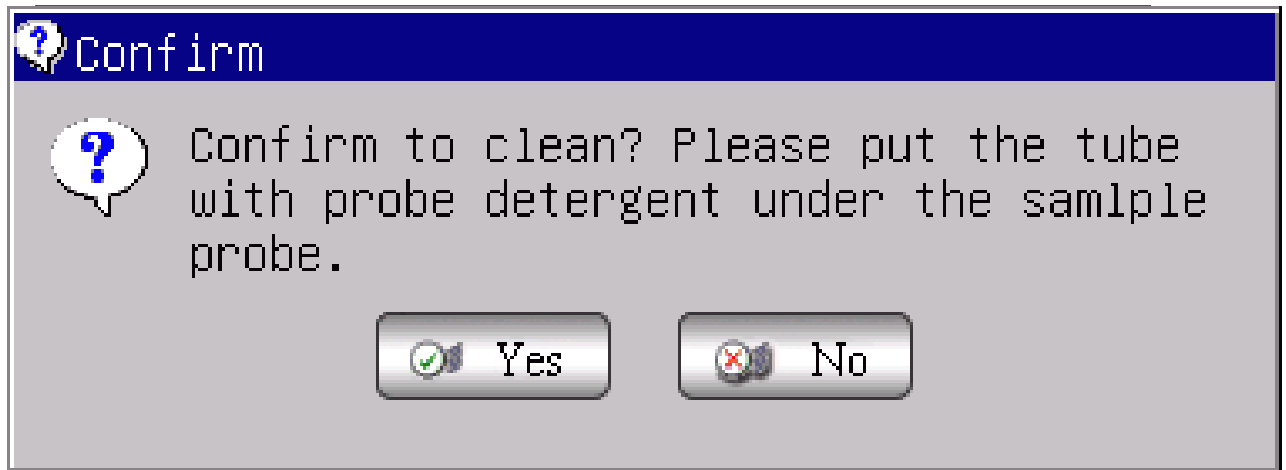 Confirm
Confirm to clean? Please put the tube
with probe detergent under the samlple
probe.
Yes
No